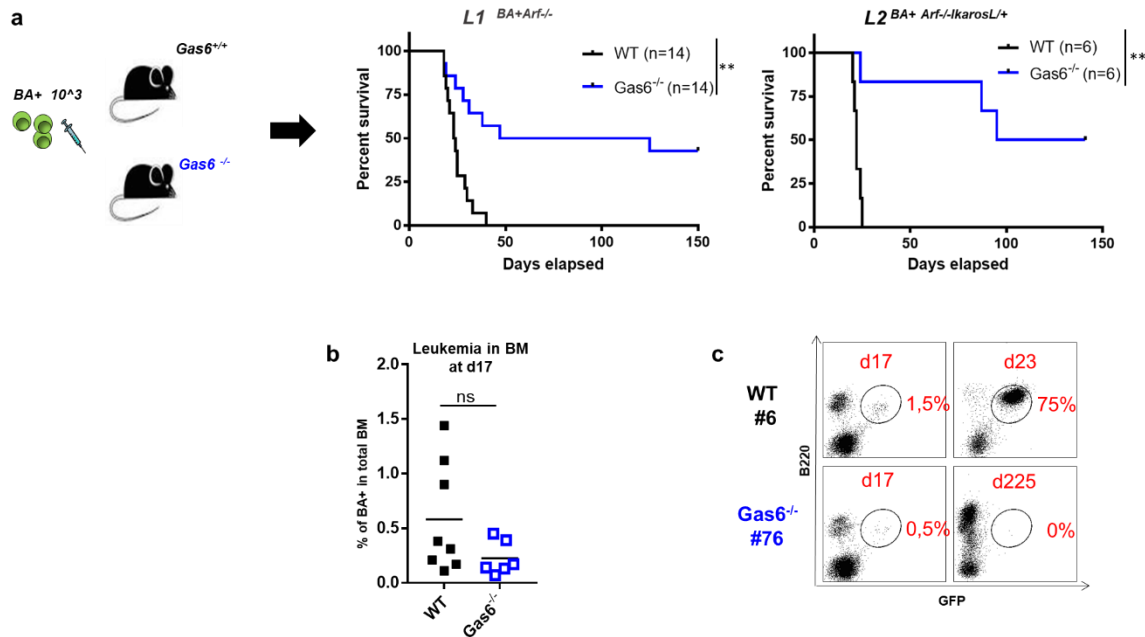 a
Gas6+/+
BA+ 10^3
Gas6 -/-
L1 BA+Arf-/-
Percent survival
100
75
50
25
0
0 50 100 150
Days elapsed
WT (n=14)
Gas6-/- (n=14)
**
L2 BA+ Arf-/-IkarosL/+
Percent survival
100
75
50
25
0
0 50 100 150
Days elapsed
WT (n=6)
Gas6-/- (n=6)
**
b
Leukemia in BM
at d17
ns
% of BA+ in total BM
2.0
1.5
1.0
0.5
0.0
WT
Gas6-/-
c
WT
#6
Gas6-/-
#76
B220
d17
1,5%
d23
75%
d17
0,5%
d225
0%
GFP